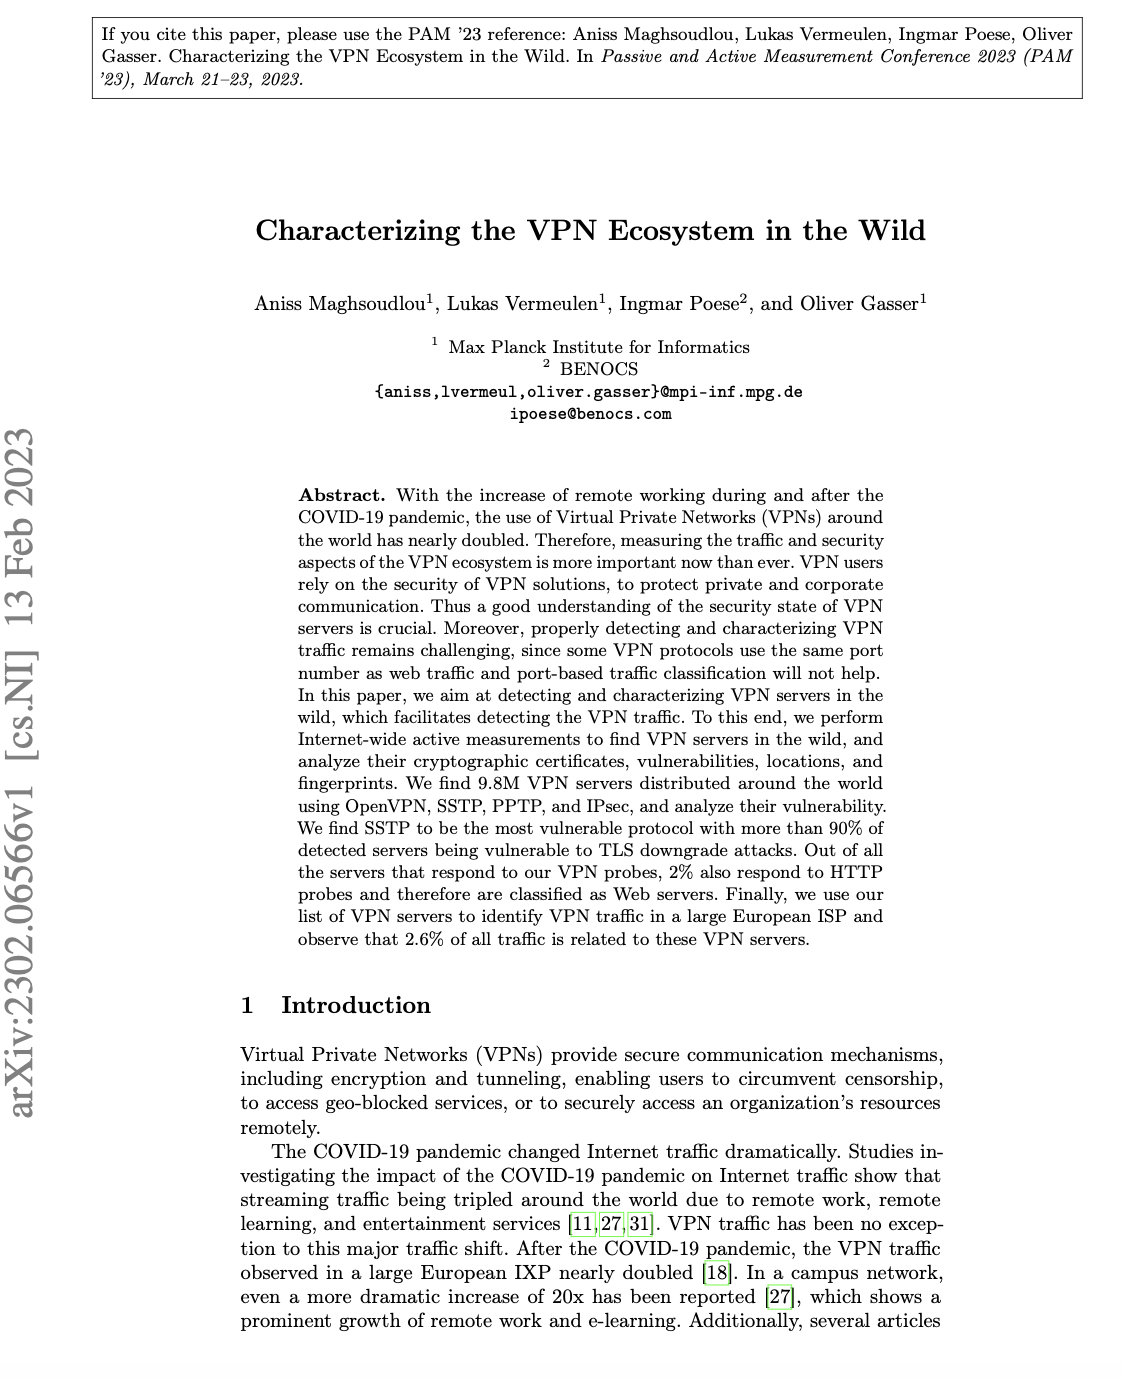 If you cite this paper, please use the PAM ’23 reference: Aniss Maghsoudlou, Lukas Vermeulen, Ingmar Poese, Oliver
Gasser. Characterizing the VPN Ecosystem in the Wild. In Passive and Active Measurement Conference 2023 (PAM
’23), March 21–23, 2023.
Characterizing the VPN Ecosystem in the Wild
Aniss Maghsoudlou¹, Lukas Vermeulen¹, Ingmar Poese², and Oliver Gasser¹
¹ Max Planck Institute for Informatics
² BENOCS
{aniss,lvermeul,oliver.gasser}@mpi-inf.mpg.de
ipoese@benocs.com
arXiv:2302.06566v1 [cs.NI] 13 Feb 2023
Abstract. With the increase of remote working during and after the
COVID-19 pandemic, the use of Virtual Private Networks (VPNs) around
the world has nearly doubled. Therefore, measuring the traffic and security
aspects of the VPN ecosystem is more important now than ever. VPN users
rely on the security of VPN solutions, to protect private and corporate
communication. Thus a good understanding of the security state of VPN
servers is crucial. Moreover, properly detecting and characterizing VPN
traffic remains challenging, since some VPN protocols use the same port
number as web traffic and port-based traffic classification will not help.
In this paper, we aim at detecting and characterizing VPN servers in the
wild, which facilitates detecting the VPN traffic. To this end, we perform
Internet-wide active measurements to find VPN servers in the wild, and
analyze their cryptographic certificates, vulnerabilities, locations, and
fingerprints. We find 9.8M VPN servers distributed around the world
using OpenVPN, SSTP, PPTP, and IPsec, and analyze their vulnerability.
We find SSTP to be the most vulnerable protocol with more than 90% of
detected servers being vulnerable to TLS downgrade attacks. Out of all
the servers that respond to our VPN probes, 2% also respond to HTTP
probes and therefore are classified as Web servers. Finally, we use our
list of VPN servers to identify VPN traffic in a large European ISP and
observe that 2.6% of all traffic is related to these VPN servers.
1 Introduction
Virtual Private Networks (VPNs) provide secure communication mechanisms,
including encryption and tunneling, enabling users to circumvent censorship,
to access geo-blocked services, or to securely access an organization’s resources
remotely.
The COVID-19 pandemic changed Internet traffic dramatically. Studies in-
vestigating the impact of the COVID-19 pandemic on Internet traffic show that
streaming traffic being tripled around the world due to remote work, remote
learning, and entertainment services [11,27,31]. VPN traffic has been no excep-
tion to this major traffic shift. After the COVID-19 pandemic, the VPN traffic
observed in a large European IXP nearly doubled [18]. In a campus network,
even a more dramatic increase of 20x has been reported [27], which shows a
prominent growth of remote work and e-learning. Additionally, several articles